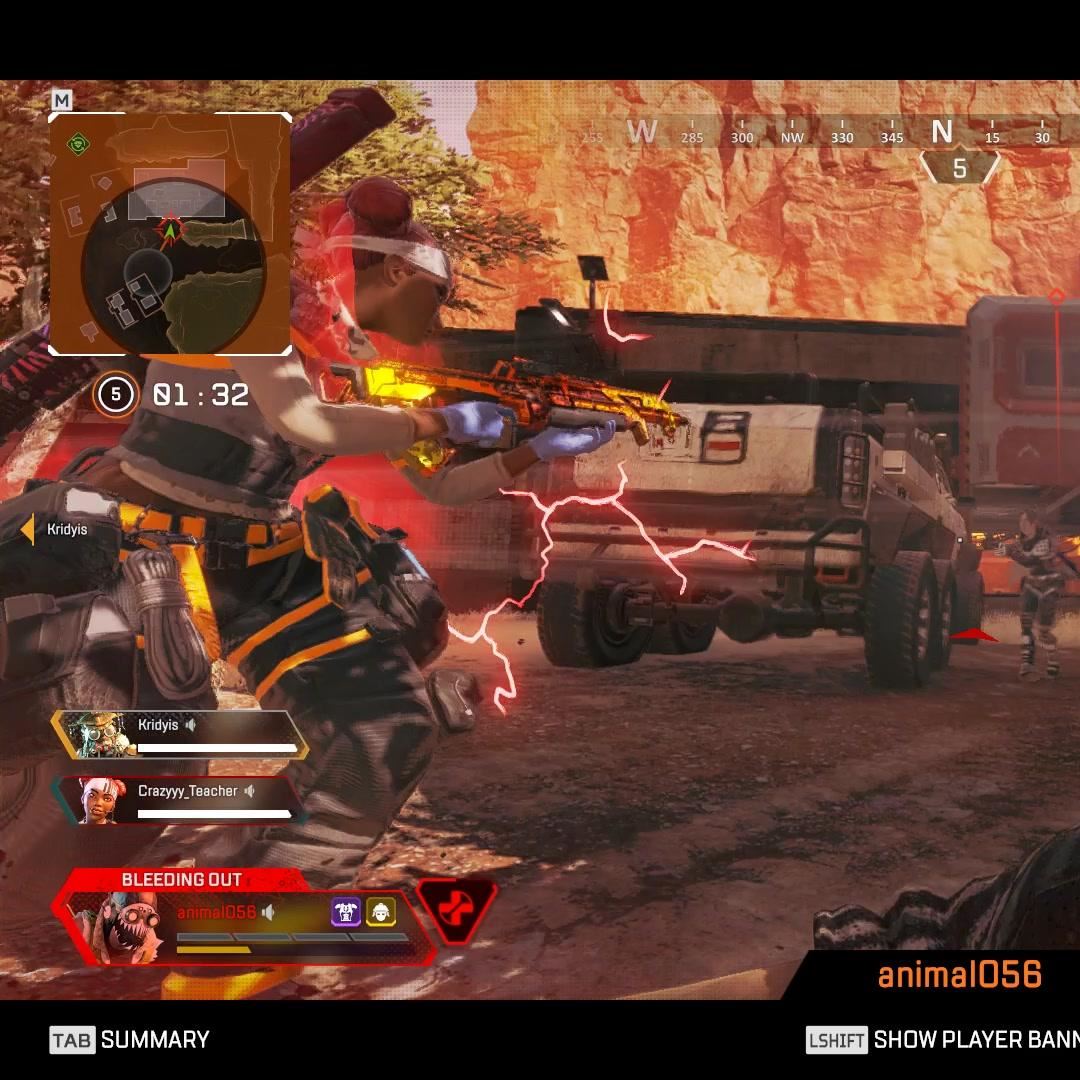 M
255 W 285 300 NW 330 345 N 15 30
5
5 01:32
Kridyis
Kridyis
Crazyyy_Teacher
BLEEDING OUT
animal056
animal056
TAB SUMMARY
LSHIFT SHOW PLAYER BANN